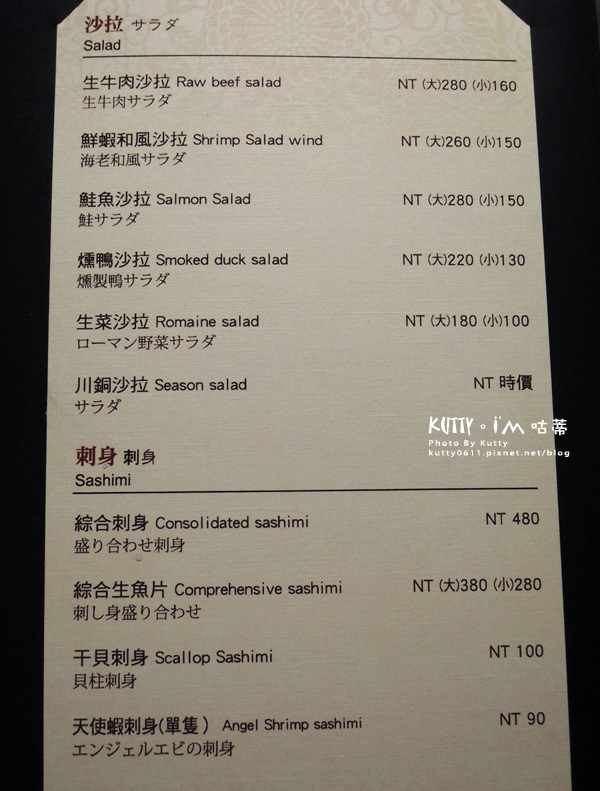 沙拉 サラダ
Salad
生牛肉沙拉 Raw beef salad NT (大)280 (小)160
生牛肉サラダ
鮮蝦和風沙拉 Shrimp Salad wind NT (大)260 (小)150
海老和風サラダ
鮭魚沙拉 Salmon Salad NT (大)280 (小)150
鮭サラダ
燻鴨沙拉 Smoked duck salad NT (大)220 (小)130
燻製鴨サラダ
生菜沙拉 Romaine salad NT (大)180 (小)100
ローマン野菜サラダ
川銅沙拉 Season salad NT 時價
サラダ
KUTTY。i'm 咕蒂
Photo By Kutty
kutty0611.pixnet.net/blog
刺身 刺身
Sashimi
綜合刺身 Consolidated sashimi NT 480
盛り合わせ刺身
綜合生魚片 Comprehensive sashimi NT (大)380 (小)280
刺し身盛り合わせ
干貝刺身 Scallop Sashimi NT 100
貝柱刺身
天使蝦刺身(單隻) Angel Shrimp sashimi NT 90
エンジェルエビの刺身